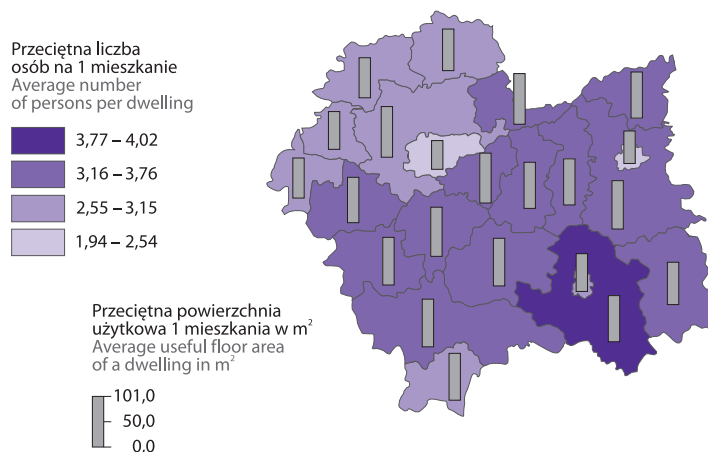 Przeciętna liczba
osób na 1 mieszkanie
Average number
of persons per dwelling
3,77 – 4,02
3,16 – 3,76
2,55 – 3,15
1,94 – 2,54
Przeciętna powierzchnia
użytkowa 1 mieszkania w m²
Average useful floor area
of a dwelling in m²
101,0
50,0
0,0